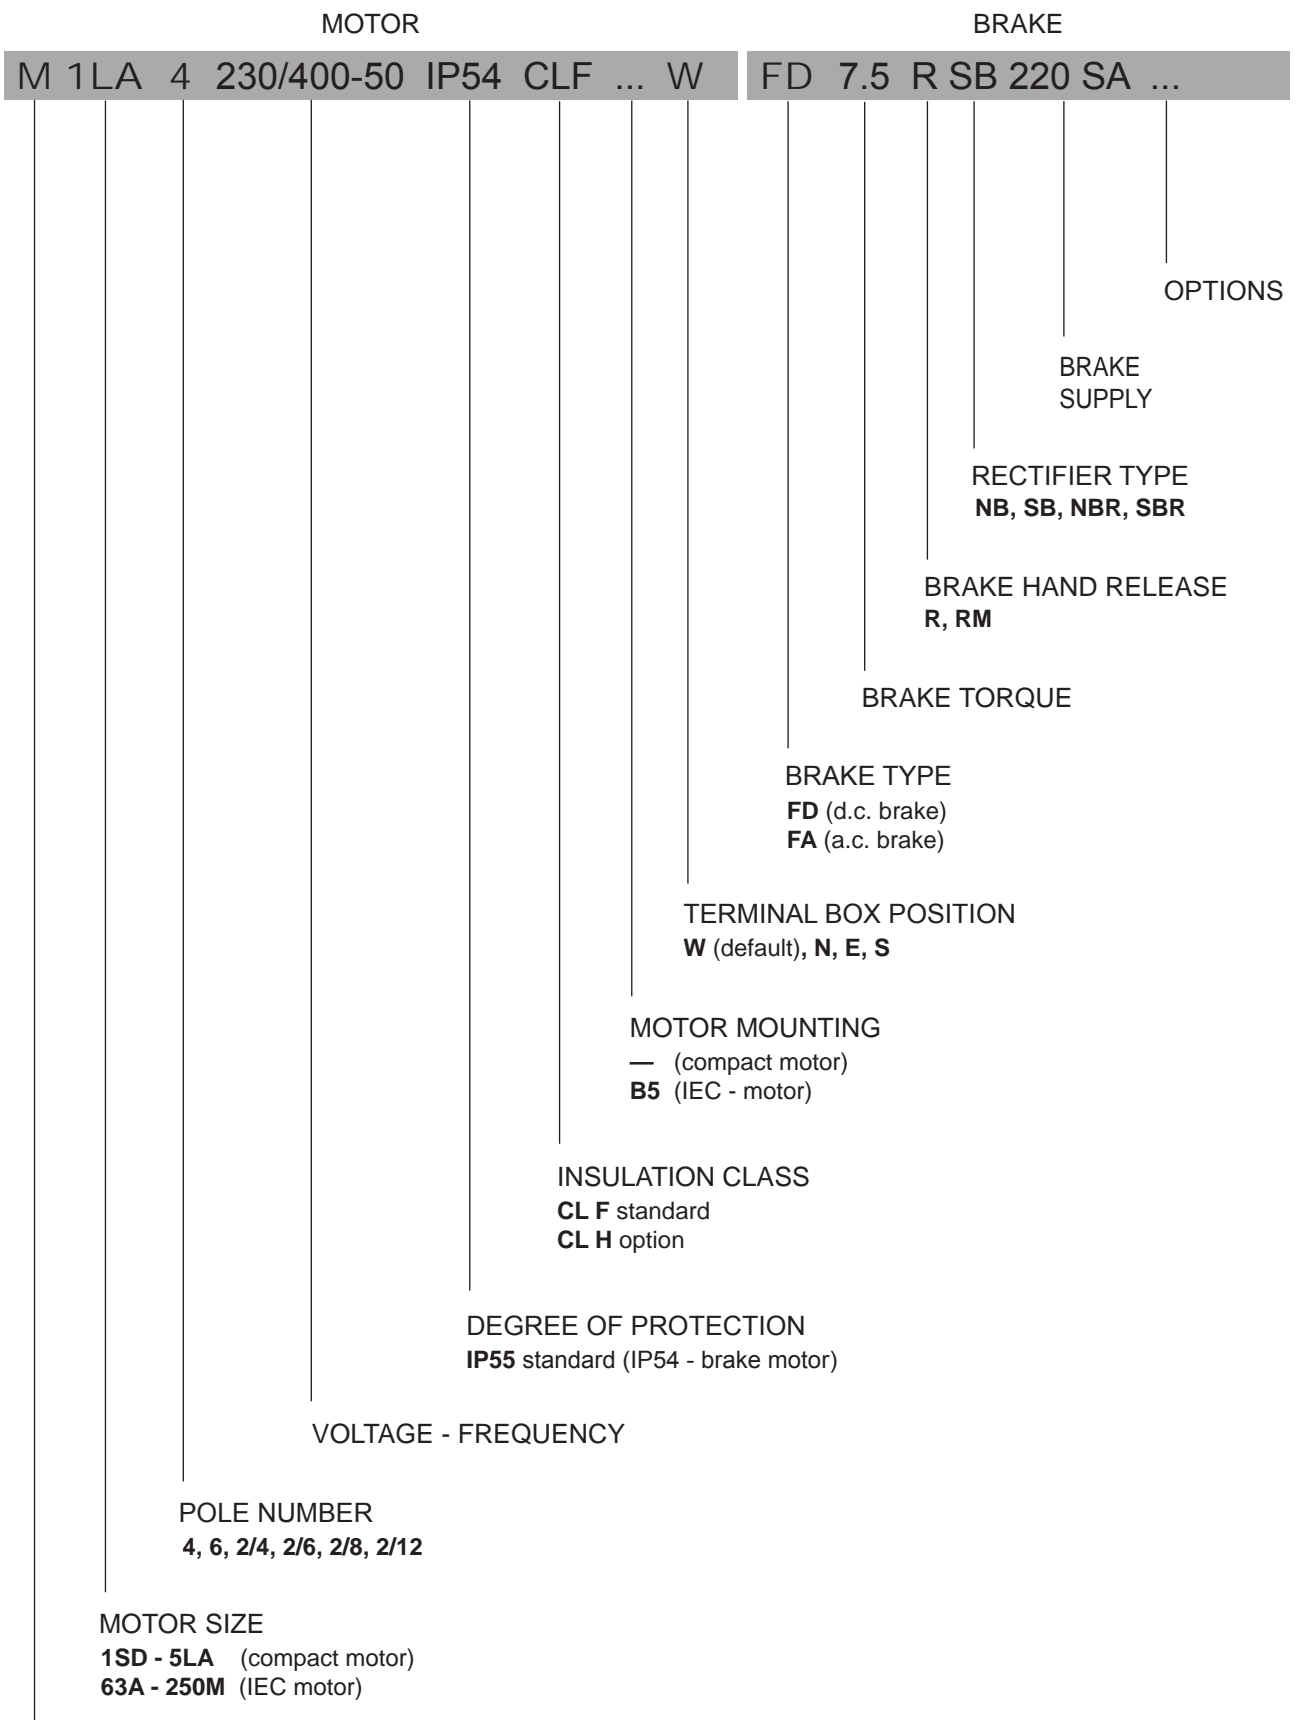 MOTOR BRAKE
M 1LA 4 230/400-50 IP54 CLF ... W FD 7.5 R SB 220 SA ...
OPTIONS
BRAKE
SUPPLY
RECTIFIER TYPE
NB, SB, NBR, SBR
BRAKE HAND RELEASE
R, RM
BRAKE TORQUE
BRAKE TYPE
FD (d.c. brake)
FA (a.c. brake)
TERMINAL BOX POSITION
W (default), N, E, S
MOTOR MOUNTING
— (compact motor)
B5 (IEC - motor)
INSULATION CLASS
CL F standard
CL H option
DEGREE OF PROTECTION
IP55 standard (IP54 - brake motor)
VOLTAGE - FREQUENCY
POLE NUMBER
4, 6, 2/4, 2/6, 2/8, 2/12
MOTOR SIZE
1SD - 5LA (compact motor)
63A - 250M (IEC motor)